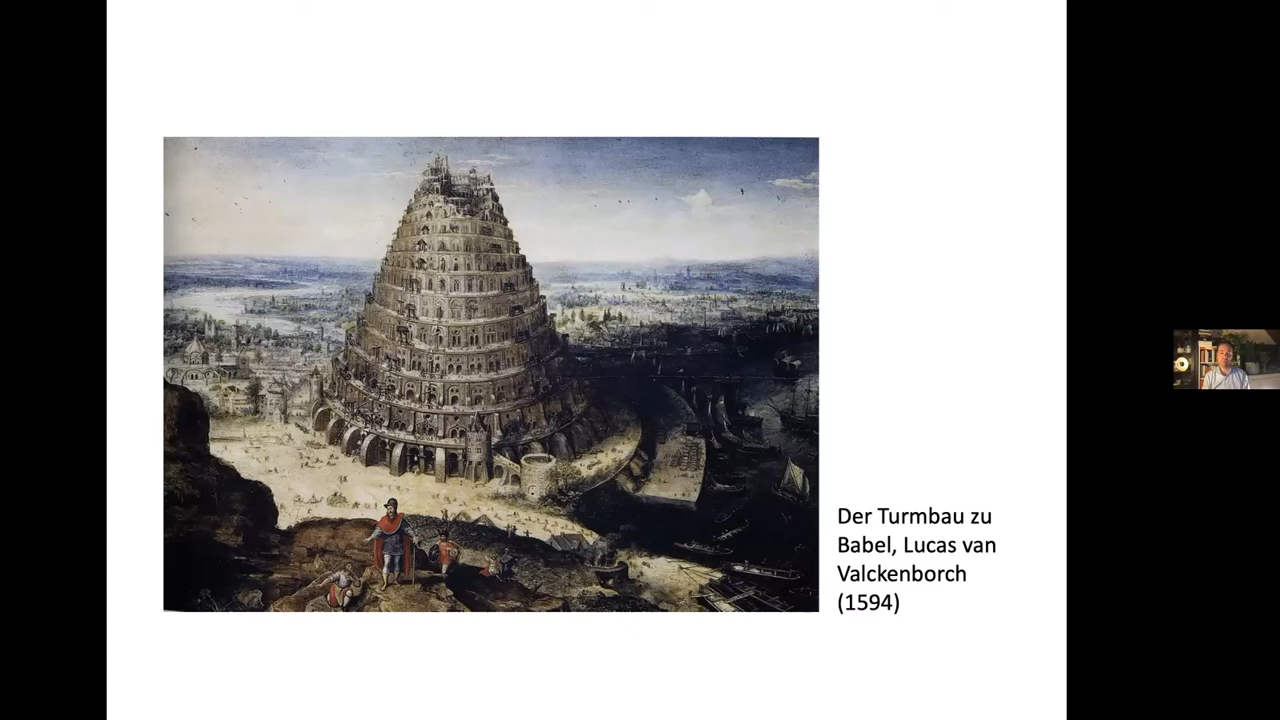 Der Turmbau zu
Babel, Lucas van
Valckenborch
(1594)